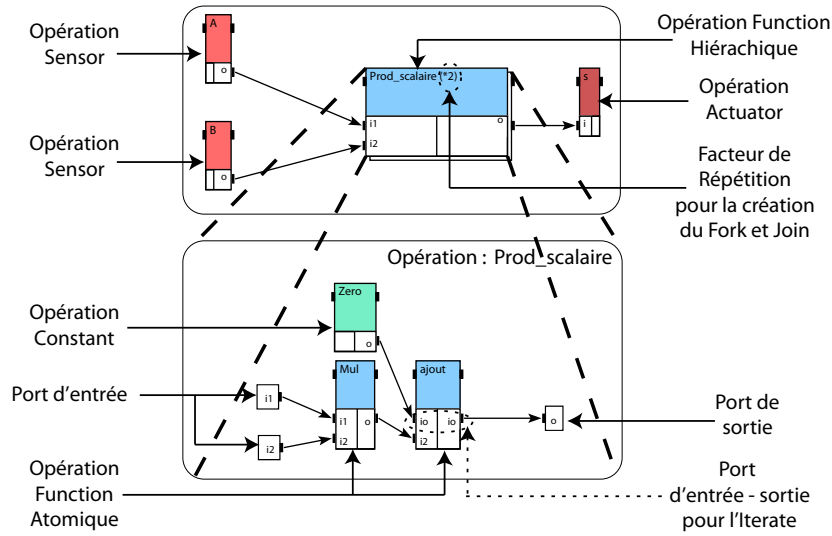 Opération
Sensor
A
o
Opération Function
Hiérachique
Prod_scalaire (*2)
i1
i2
o
s
i
Opération
Actuator
Opération
Sensor
B
o
Facteur de
Répétition
pour la création
du Fork et Join
Opération : Prod_scalaire
Opération
Constant
Zero
o
Port d'entrée
i1
i2
Mul
i1
o
i2
ajout
io
io
i2
o
Port de
sortie
Opération
Function
Atomique
Port
d'entrée - sortie
pour l'Iterate